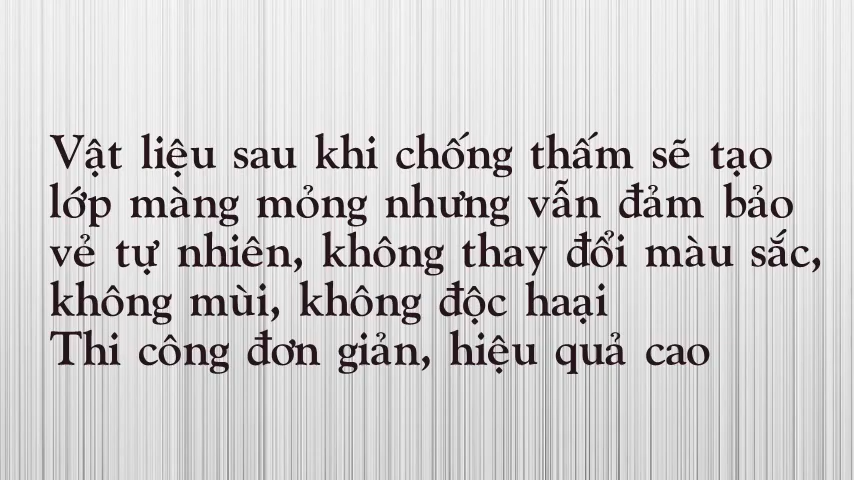 Vật liệu sau khi chống thấm sẽ tạo
lớp màng mỏng nhưng vẫn đảm bảo
vẻ tự nhiên, không thay đổi màu sắc,
không mùi, không độc haại
Thi công đơn giản, hiệu quả cao